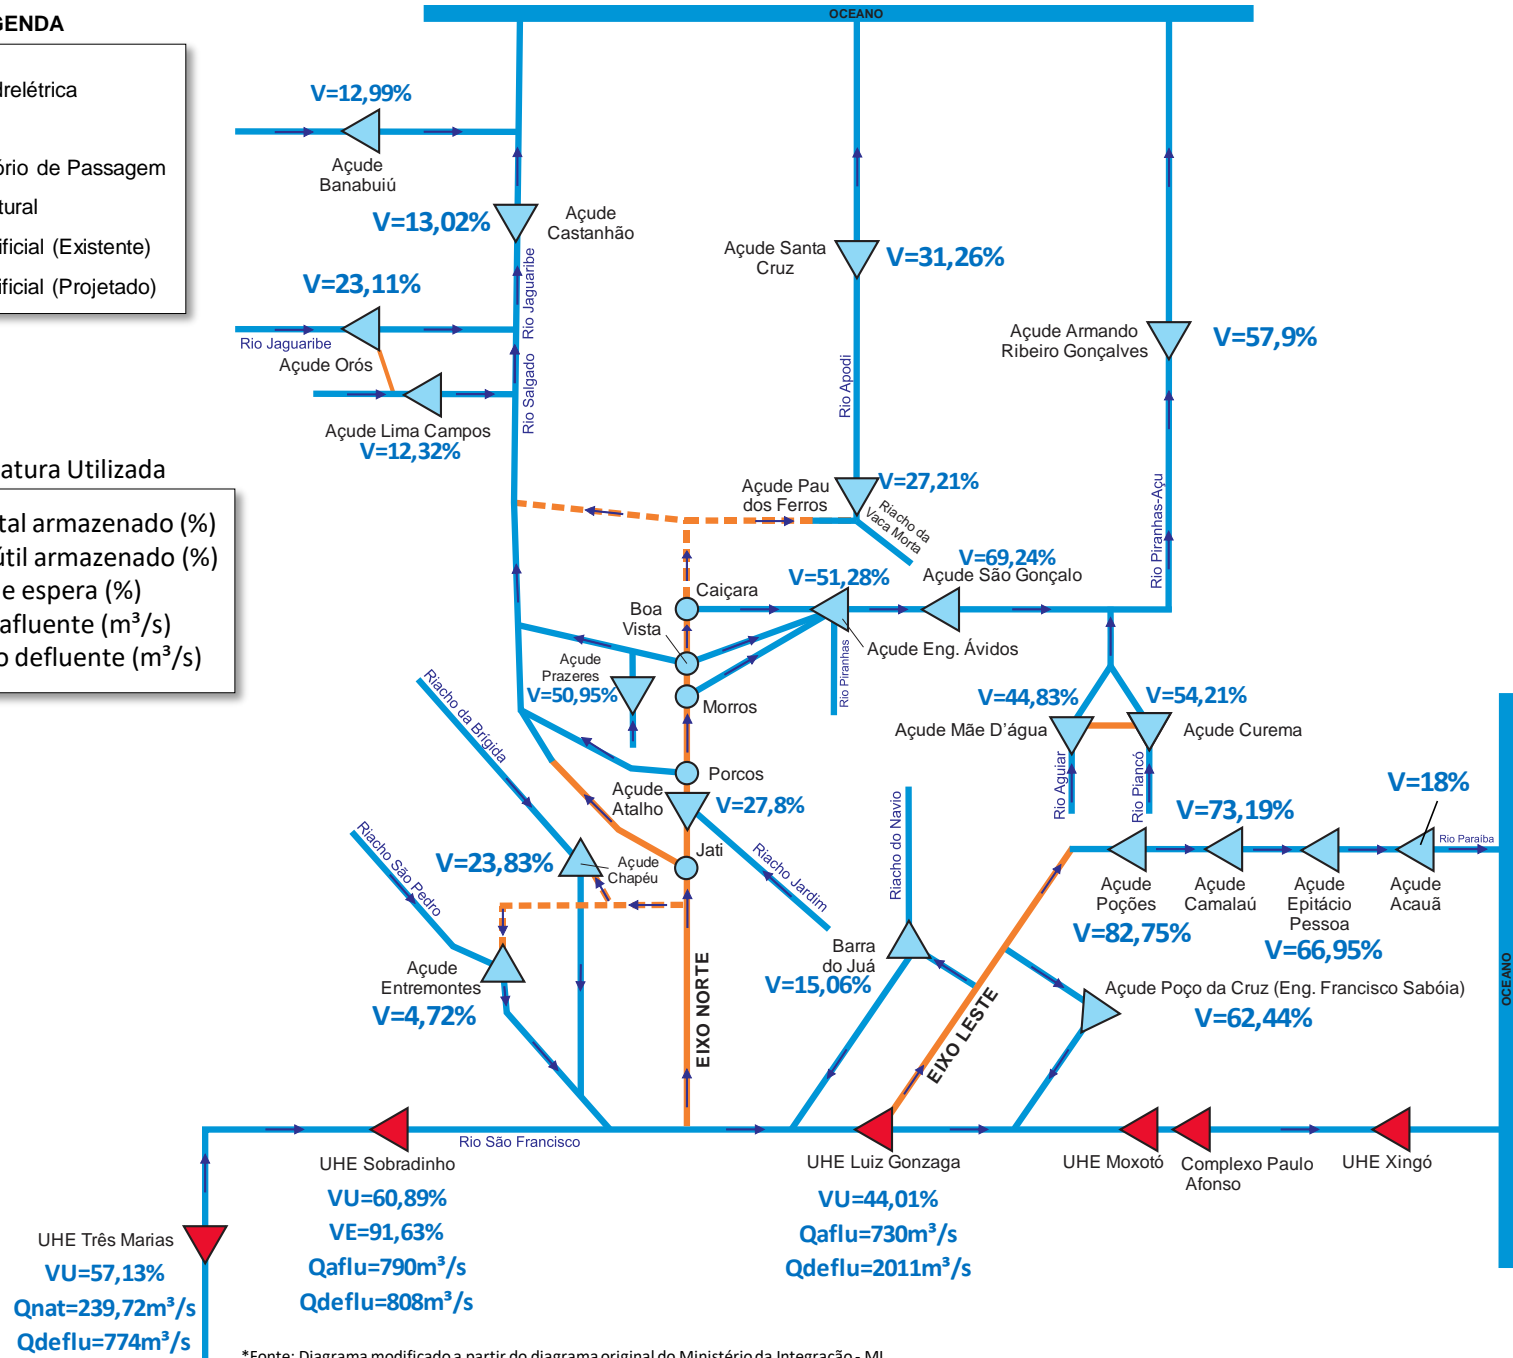 OCEANO
GENDA
drelétrica
ório de Passagem
tural
ificial (Existente)
ificial (Projetado)
V=12,99%
Açude
Banabuiú
V=13,02%
Açude
Castanhão
Rio Jaguaribe
V=23,11%
Rio Jaguaribe
Açude Orós
Rio Salgado
Açude Lima Campos
V=12,32%
Açude Santa
Cruz
V=31,26%
Rio Apodi
Açude Armando
Ribeiro Gonçalves
V=57,9%
Rio Piranhas-Açu
atura Utilizada
tal armazenado (%)
útil armazenado (%)
e espera (%)
afluente (m³/s)
o defluente (m³/s)
Açude Pau
dos Ferros
V=27,21%
Riacho da
Vaca Morta
V=69,24%
Açude São Gonçalo
V=51,28%
Caiçara
Boa
Vista
Açude Eng. Ávidos
Rio Piranhas
Açude
Prazeres
V=50,95%
Morros
Riacho da Brígida
Porcos
Açude
Atalho
V=27,8%
V=44,83%
Açude Mãe D'água
V=54,21%
Açude Curema
Rio Aguiar
Rio Piancó
V=18%
V=73,19%
Rio Paraíba
Riacho São Pedro
V=23,83%
Açude
Chapéu
Jati
Riacho Jardim
Riacho do Navio
Açude
Poções
V=82,75%
Açude
Camalaú
Açude
Epitácio
Pessoa
V=66,95%
Açude
Acauã
Açude
Entremontes
V=4,72%
EIXO NORTE
Barra
do Juá
V=15,06%
EIXO LESTE
Açude Poço da Cruz (Eng. Francisco Sabóia)
V=62,44%
OCEANO
Rio São Francisco
UHE Sobradinho
VU=60,89%
VE=91,63%
Qaflu=790m³/s
Qdeflu=808m³/s
UHE Luiz Gonzaga
VU=44,01%
Qaflu=730m³/s
Qdeflu=2011m³/s
UHE Moxotó
Complexo Paulo
Afonso
UHE Xingó
UHE Três Marias
VU=57,13%
Qnat=239,72m³/s
Qdeflu=774m³/s
*Fonte: Diagrama modificado a partir do diagrama original do Ministério da Integração - MI